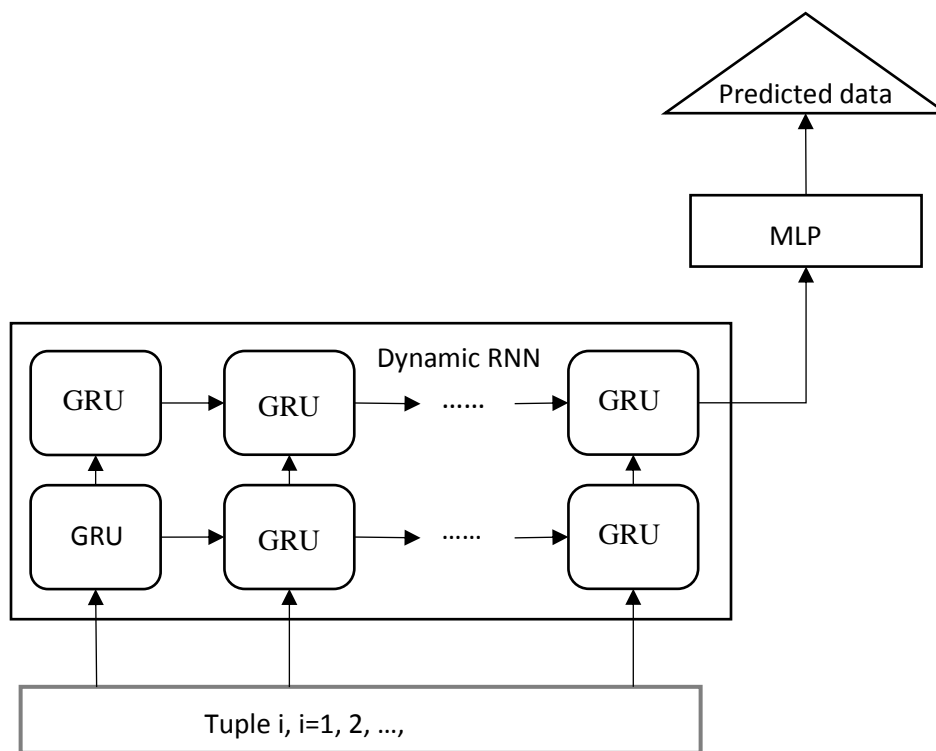 Predicted data
MLP
Dynamic RNN
GRU
GRU
……
GRU
GRU
GRU
……
GRU
Tuple i, i=1, 2, …,